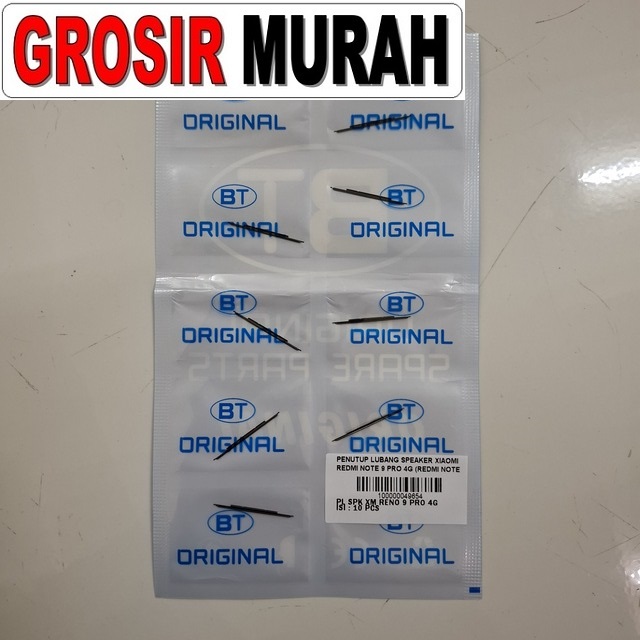 GROSIR MURAH
ORIGINAL ORIGINAL
BT BT
ORIGINAL ORIGINAL
BT
BT BT
ORIGINAL ORIGINAL
SPARE PARTS
BT BT
ORIGINAL ORIGINAL
PENUTUP LUBANG SPEAKER XIAOMI
REDMI NOTE 9 PRO 4G (REDMI NOTE
100000049654
PL SPK XM RENO 9 PRO 4G
ISI : 10 PCS
BT
ORIGINAL ORIGINAL